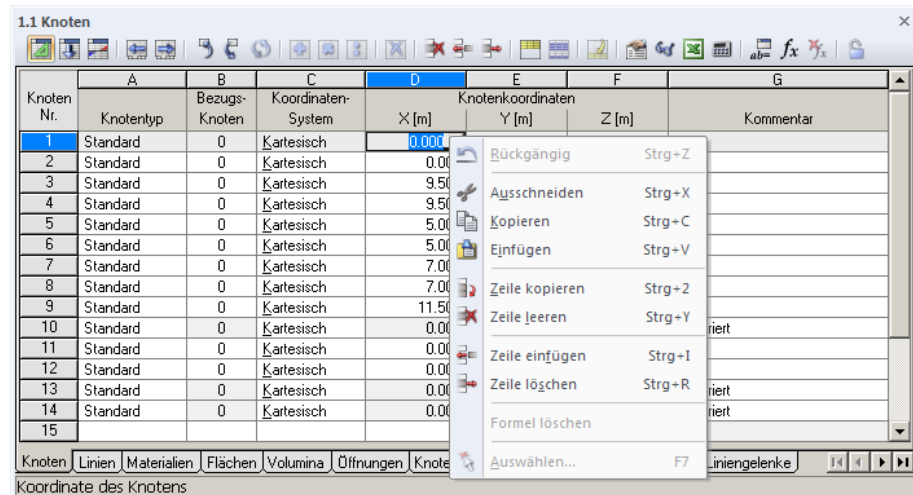 1.1 Knoten
A B C D E F G
Knoten Bezugs- Koordinaten- Knotenkoordinaten
Nr. Knotentyp Knoten System X [m] Y [m] Z [m] Kommentar
1 Standard 0 Kartesisch 0.000
2 Standard 0 Kartesisch 0.00
3 Standard 0 Kartesisch 9.50
4 Standard 0 Kartesisch 9.50
5 Standard 0 Kartesisch 5.00
6 Standard 0 Kartesisch 5.00
7 Standard 0 Kartesisch 7.00
8 Standard 0 Kartesisch 7.00
9 Standard 0 Kartesisch 11.50
10 Standard 0 Kartesisch 0.00 riert
11 Standard 0 Kartesisch 0.00
12 Standard 0 Kartesisch 0.00
13 Standard 0 Kartesisch 0.00 riert
14 Standard 0 Kartesisch 0.00 riert
15
Rückgängig Strg+Z
Ausschneiden Strg+X
Kopieren Strg+C
Einfügen Strg+V
Zeile kopieren Strg+2
Zeile leeren Strg+Y
Zeile einfügen Strg+I
Zeile löschen Strg+R
Formel löschen
Auswählen... F7
Knoten Linien Materialien Flächen Volumina Öffnungen Knote Liniengelenke
Koordinate des Knotens